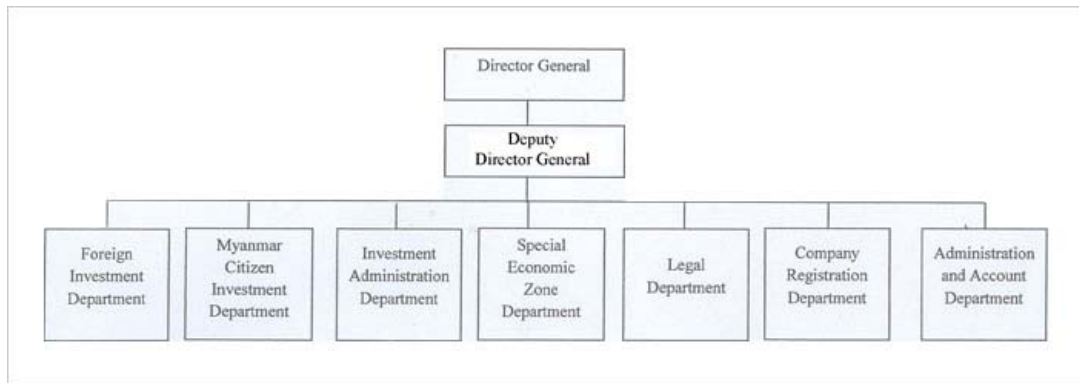 Director General
Deputy
Director General
Foreign
Investment
Department
Myanmar
Citizen
Investment
Department
Investment
Administration
Department
Special
Economic
Zone
Department
Legal
Department
Company
Registration
Department
Administration
and Account
Department